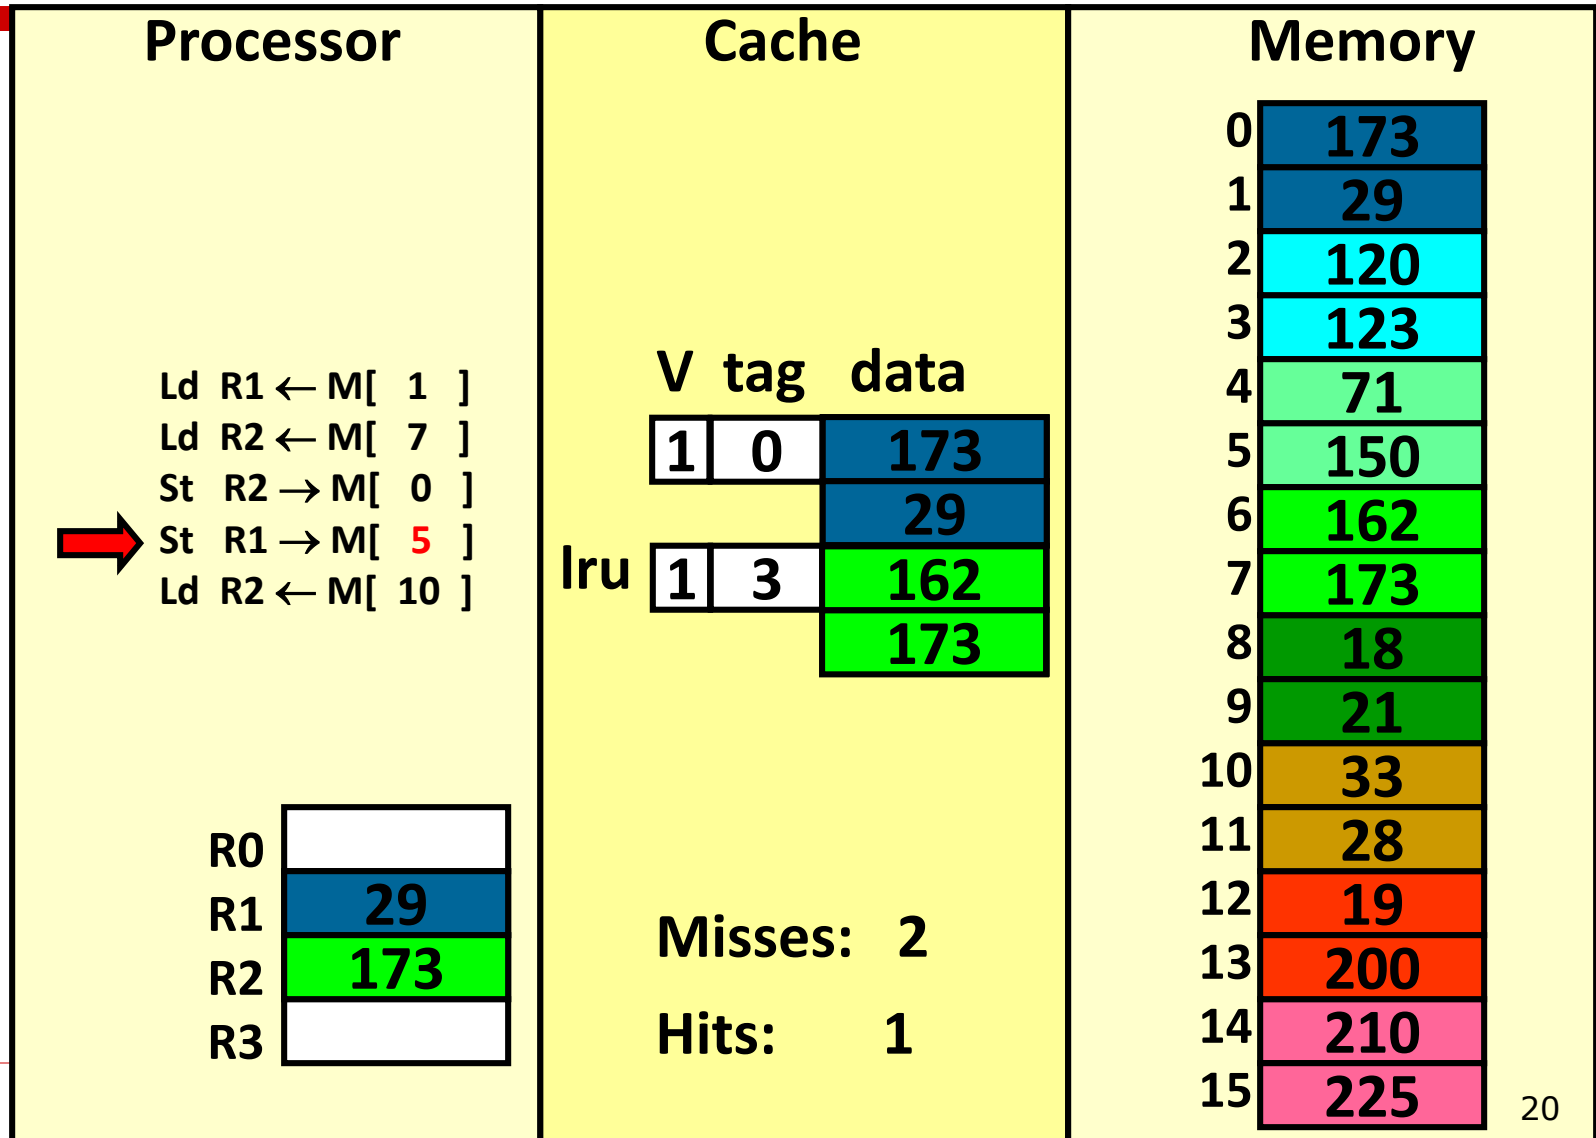 Processor
Ld R1 ← M[ 1 ]
Ld R2 ← M[ 7 ]
St R2 → M[ 0 ]
St R1 → M[ 5 ]
Ld R2 ← M[ 10 ]
R0
R1 29
R2 173
R3
Cache
V tag data
1 0 173
29
lru 1 3 162
173
Misses: 2
Hits: 1
Memory
0 173
1 29
2 120
3 123
4 71
5 150
6 162
7 173
8 18
9 21
10 33
11 28
12 19
13 200
14 210
15 225
20